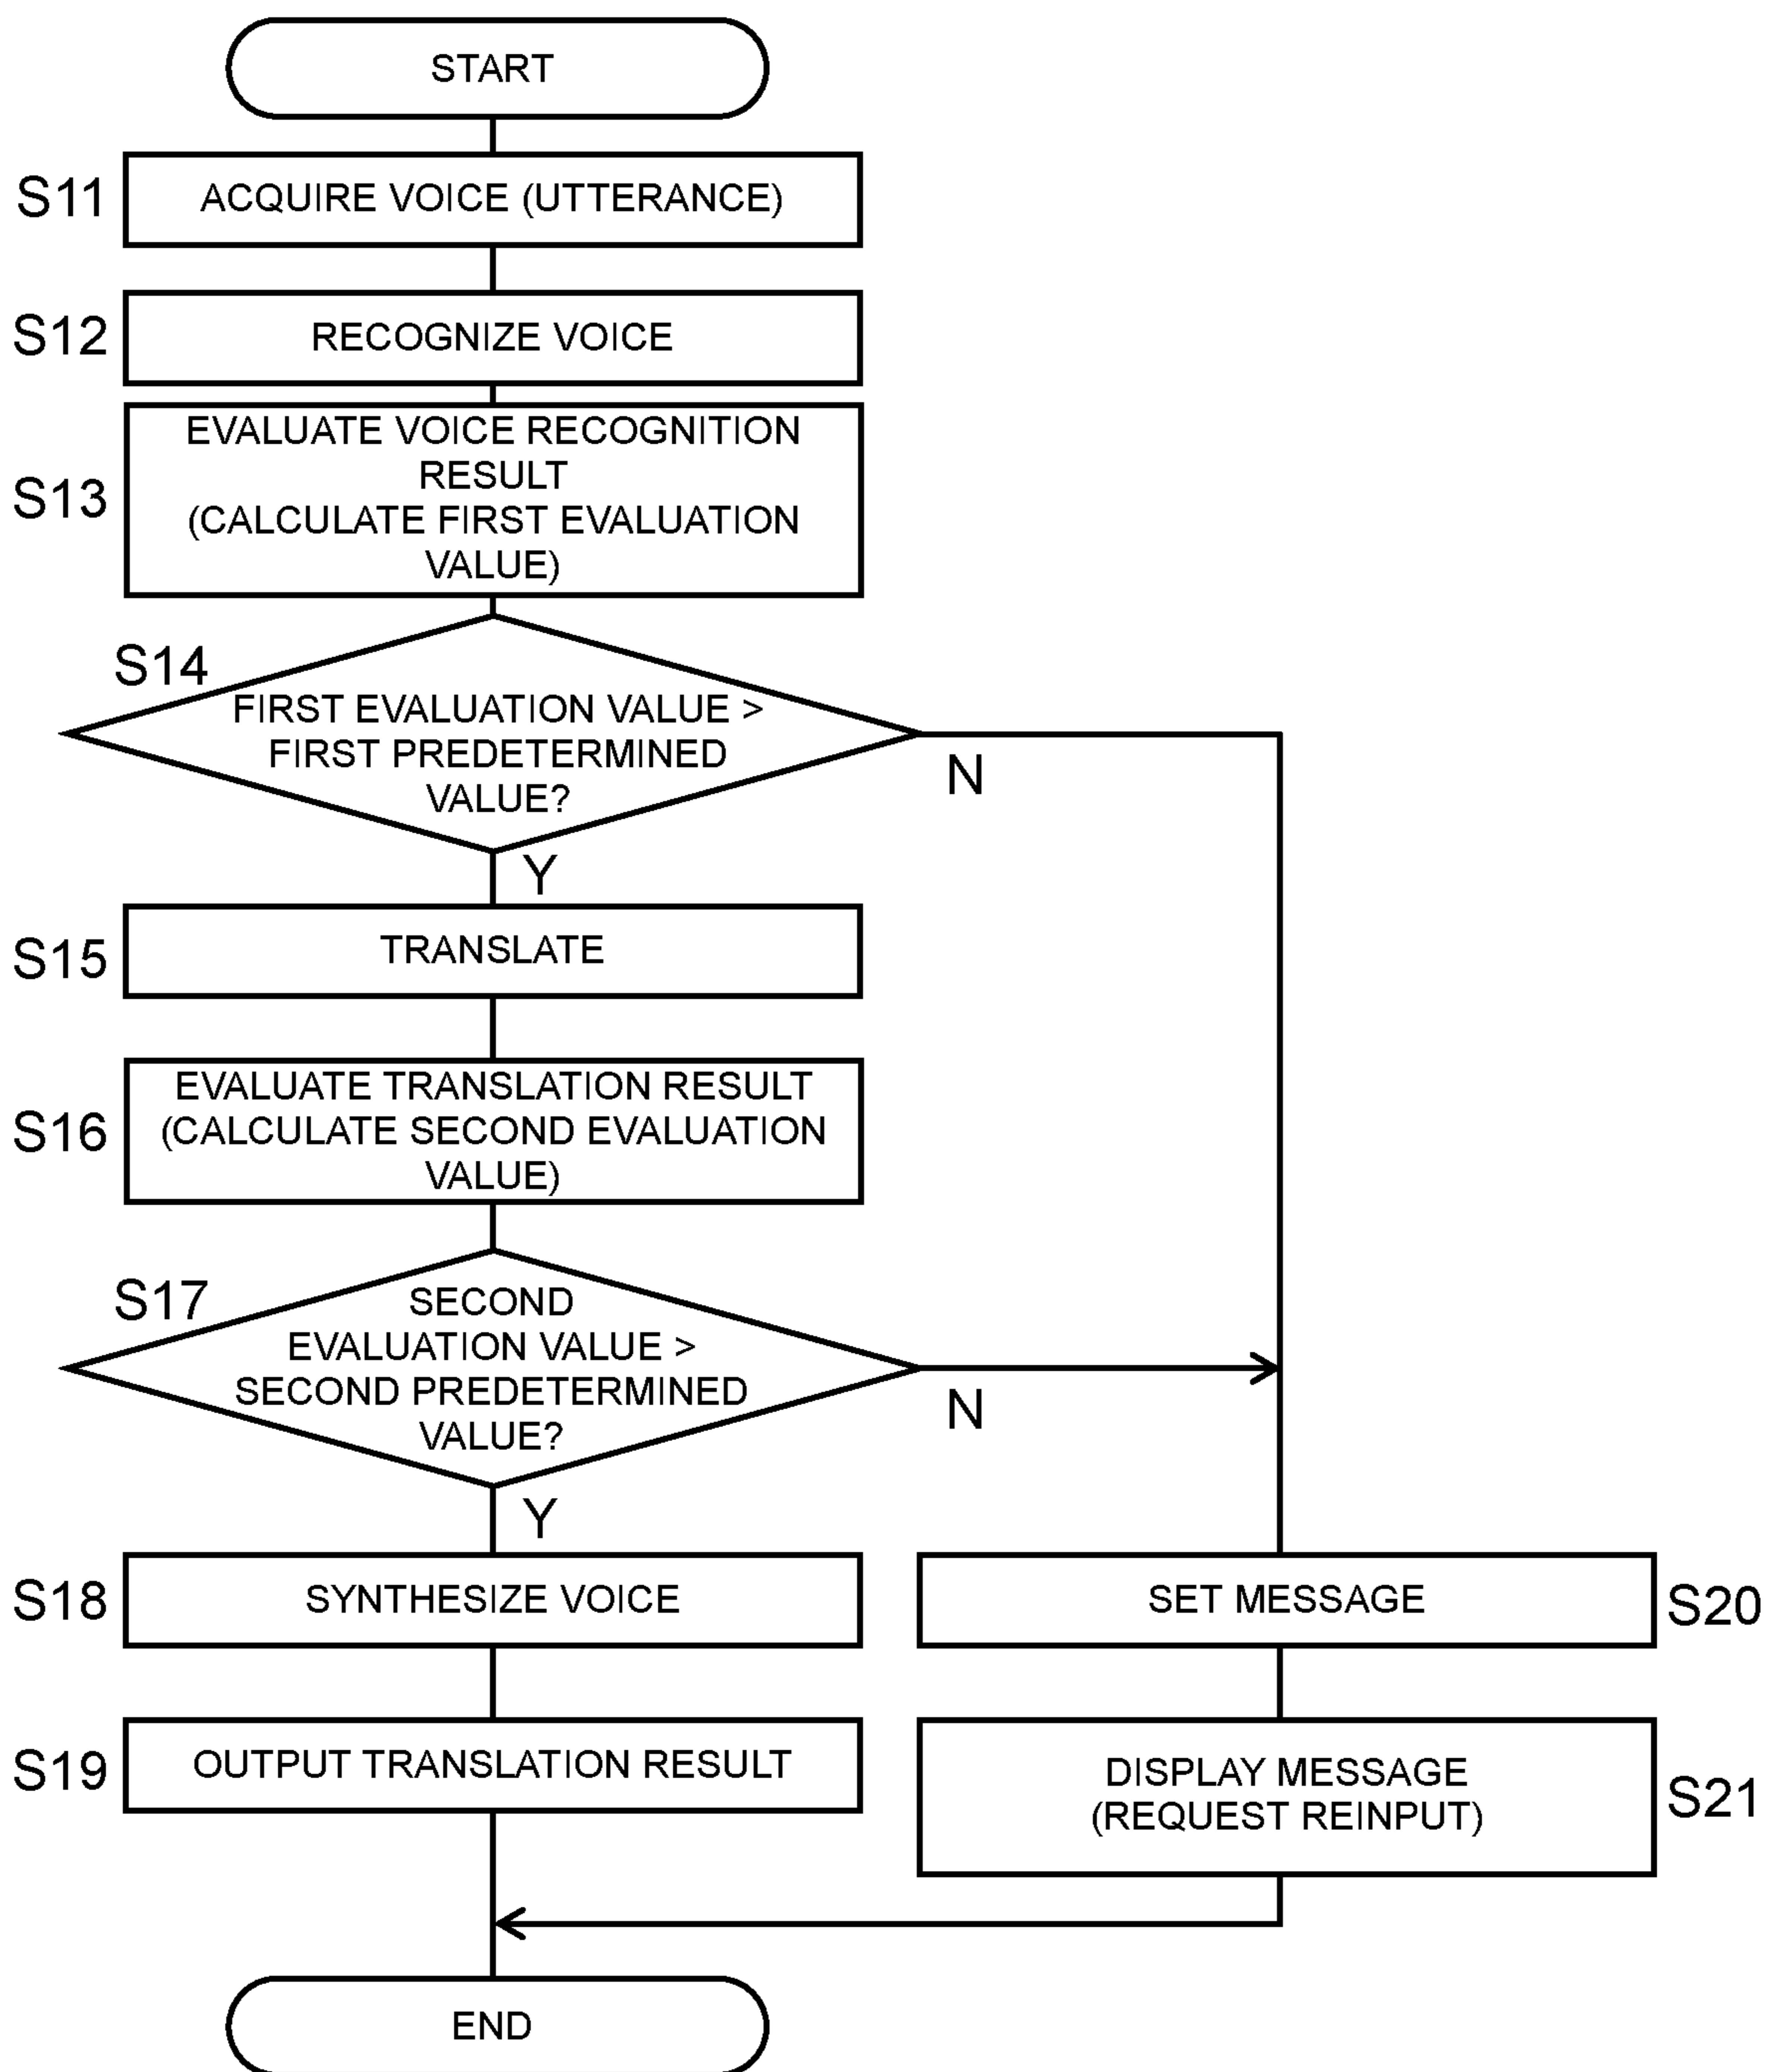 START
S11
ACQUIRE VOICE (UTTERANCE)
S12
RECOGNIZE VOICE
S13
EVALUATE VOICE RECOGNITION
RESULT
(CALCULATE FIRST EVALUATION
VALUE)
S14
FIRST EVALUATION VALUE >
FIRST PREDETERMINED
VALUE?
N
Y
S15
TRANSLATE
S16
EVALUATE TRANSLATION RESULT
(CALCULATE SECOND EVALUATION
VALUE)
S17
SECOND
EVALUATION VALUE >
SECOND PREDETERMINED
VALUE?
N
Y
S18
SYNTHESIZE VOICE
SET MESSAGE
S20
S19
OUTPUT TRANSLATION RESULT
DISPLAY MESSAGE
(REQUEST REINPUT)
S21
END